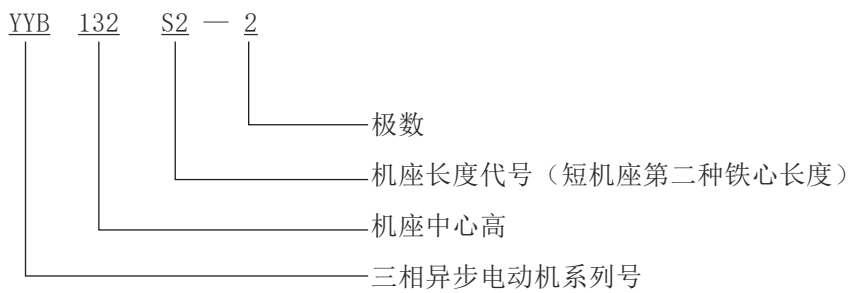 YYB 132 S2 — 2
极数
机座长度代号（短机座第二种铁心长度）
机座中心高
三相异步电动机系列号